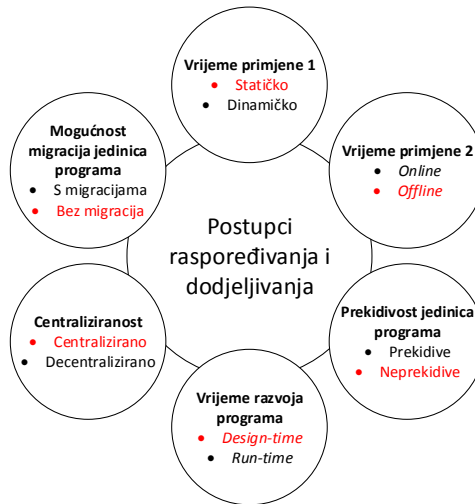 Vrijeme primjene 1
• Statičko
• Dinamičko
Mogućnost
migracija jedinica
programa
• S migracijama
• Bez migracija
Vrijeme primjene 2
• Online
• Offline
Postupci
raspoređivanja i
dodjeljivanja
Centraliziranost
• Centralizirano
• Decentralizirano
Prekidivost jedinica
programa
• Prekidive
• Neprekidive
Vrijeme razvoja
programa
• Design-time
• Run-time